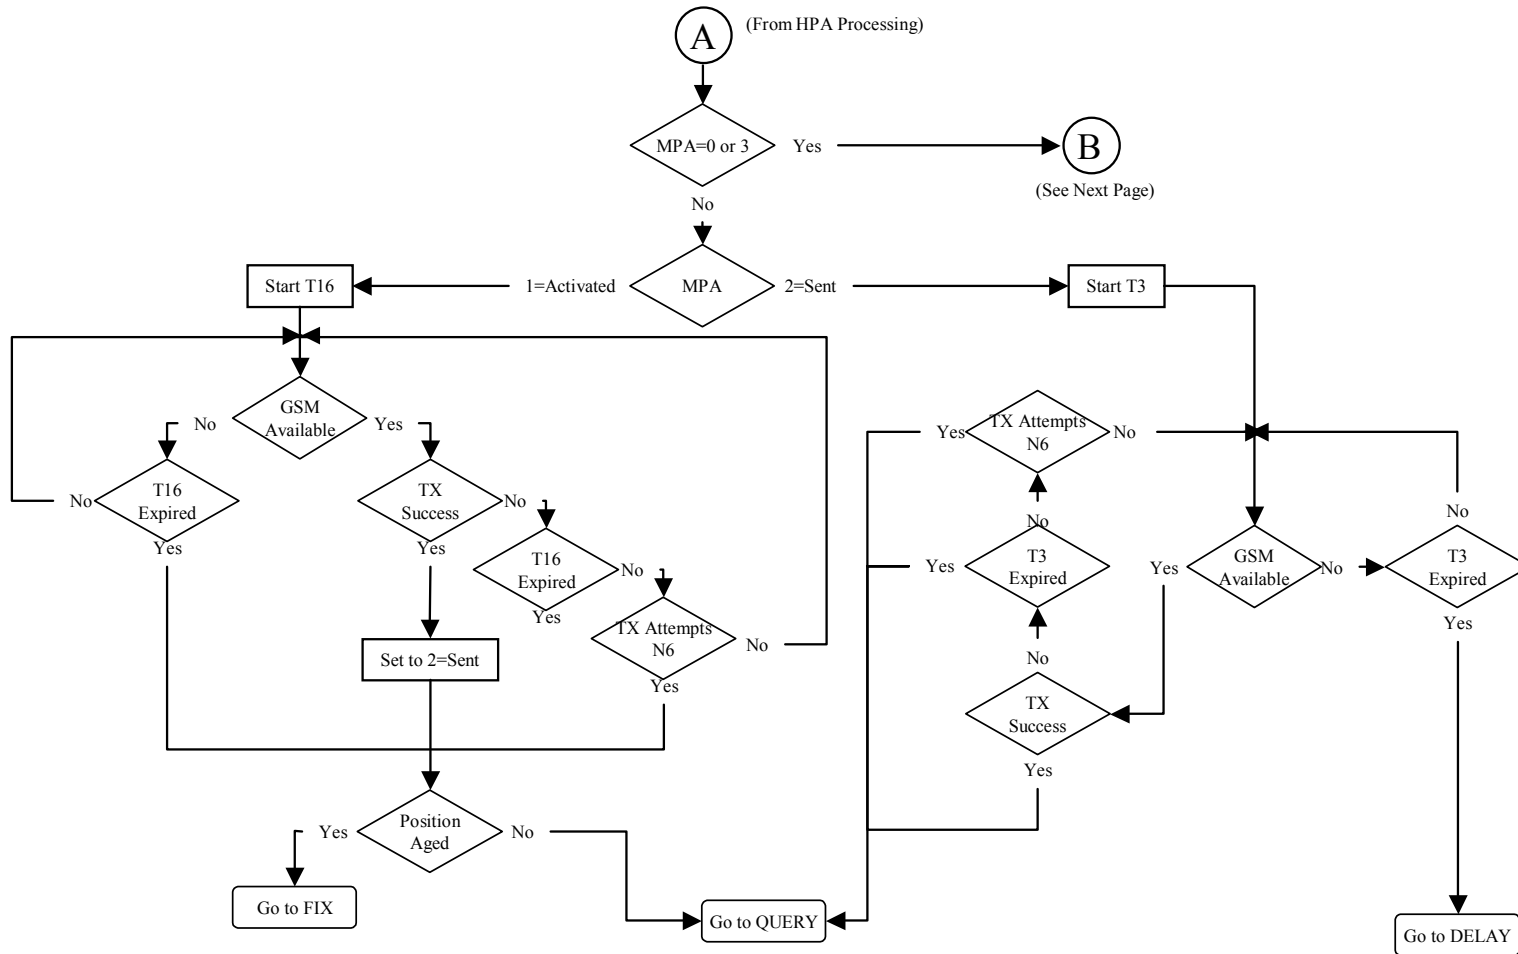 A
(From HPA Processing)
MPA=0 or 3
Yes
B
(See Next Page)
No
Start T16
1=Activated
MPA
2=Sent
Start T3
GSM
Available
No
Yes
TX Attempts
N6
Yes
No
T16
Expired
No
Yes
TX
Success
No
Yes
T16
Expired
No
Yes
TX Attempts
N6
No
Yes
Set to 2=Sent
No
T3
Expired
Yes
GSM
Available
Yes
No
No
T3
Expired
Yes
No
TX
Success
Yes
Position
Aged
Yes
No
Go to FIX
Go to QUERY
Go to DELAY